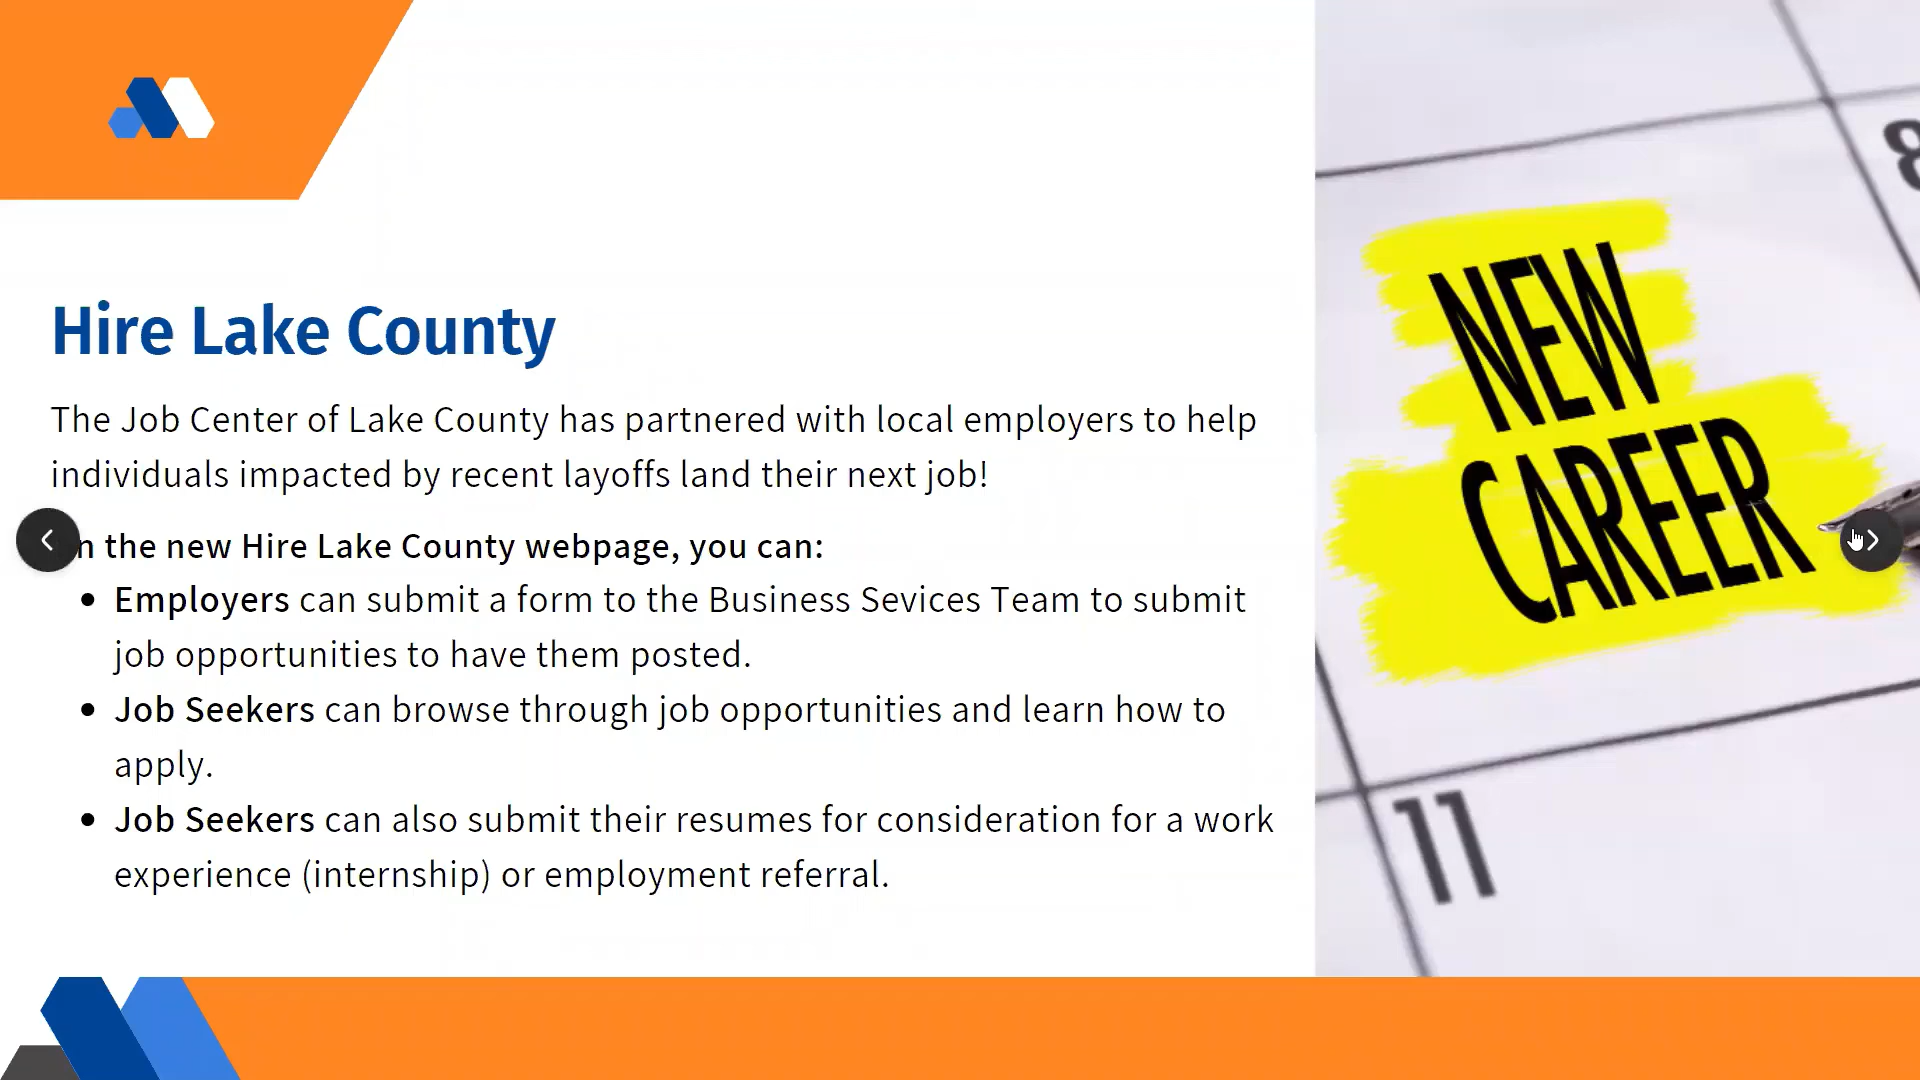 Hire Lake County
The Job Center of Lake County has partnered with local employers to help
individuals impacted by recent layoffs land their next job!
the new Hire Lake County webpage, you can:
• Employers can submit a form to the Business Sevices Team to submit
job opportunities to have them posted.
• Job Seekers can browse through job opportunities and learn how to
apply.
• Job Seekers can also submit their resumes for consideration for a work
experience (internship) or employment referral.
8
NEW
CAREER
11